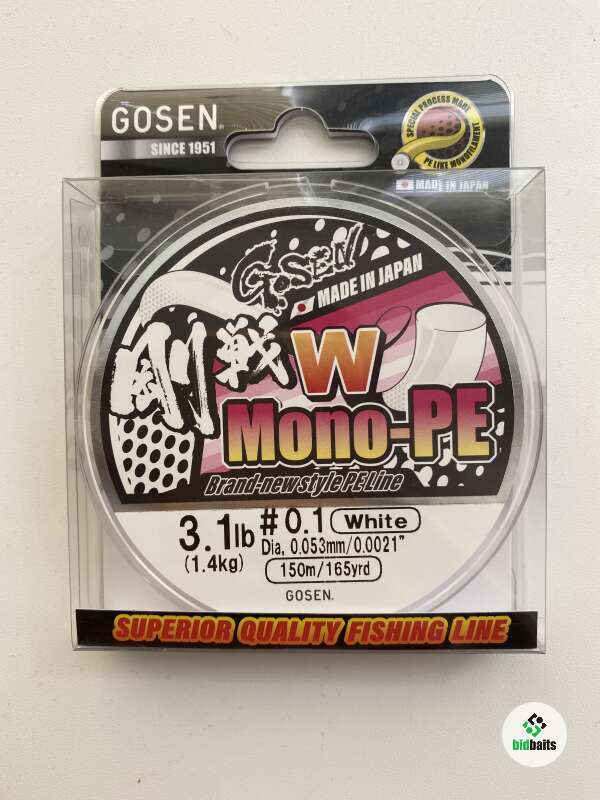 GOSEN®
SINCE 1951
SPECIAL PROCESS MADE
PE LIKE MONOFILAMENT
MADE IN JAPAN
GOSEN
MADE IN JAPAN
剛戦 W
Mono-PE
Brand-new style PE Line
3.1lb #0.1 White
(1.4kg) Dia, 0.053mm/0.0021"
150m/165yrd
GOSEN®
SUPERIOR QUALITY FISHING LINE
bidbaits